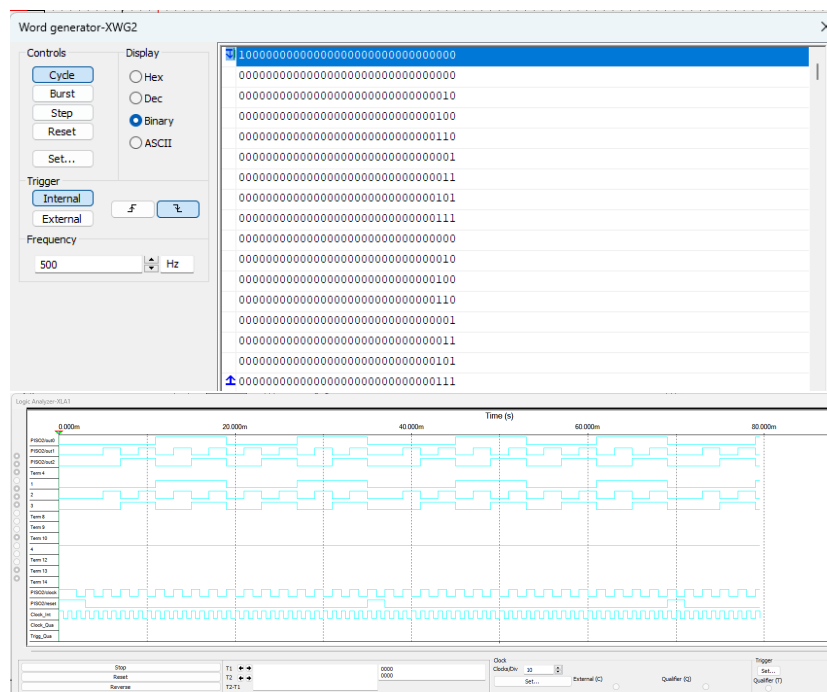 Word generator-XWG2
Controls
Display
Cycle
Burst
Step
Reset
Set...
Hex
Dec
Binary
ASCII
Trigger
Internal
External
Frequency
500
Hz
10000000000000000000000000000000
00000000000000000000000000000000
00000000000000000000000000000010
00000000000000000000000000000100
00000000000000000000000000000110
00000000000000000000000000000001
00000000000000000000000000000011
00000000000000000000000000000101
00000000000000000000000000000111
00000000000000000000000000000000
00000000000000000000000000000010
00000000000000000000000000000100
00000000000000000000000000000110
00000000000000000000000000000001
00000000000000000000000000000011
00000000000000000000000000000101
00000000000000000000000000000111
Logic Analyzer-XLA1
Time (s)
0.000m 20.000m 40.000m 60.000m 80.000m
PISO2/out0
PISO2/out1
PISO2/out2
Term 4
1
2
3
Term 8
Term 9
Term 10
4
Term 12
Term 13
Term 14
PISO2/clock
PISO2/reset
Clock_Int
Clock_Qua
Trigg_Qua
Stop
Reset
Reverse
T1
T2
T2-T1
0000
0000
Clock
Clocks/Div 10
Set...
External (C)
Qualifier (Q)
Trigger
Set...
Qualifier (T)